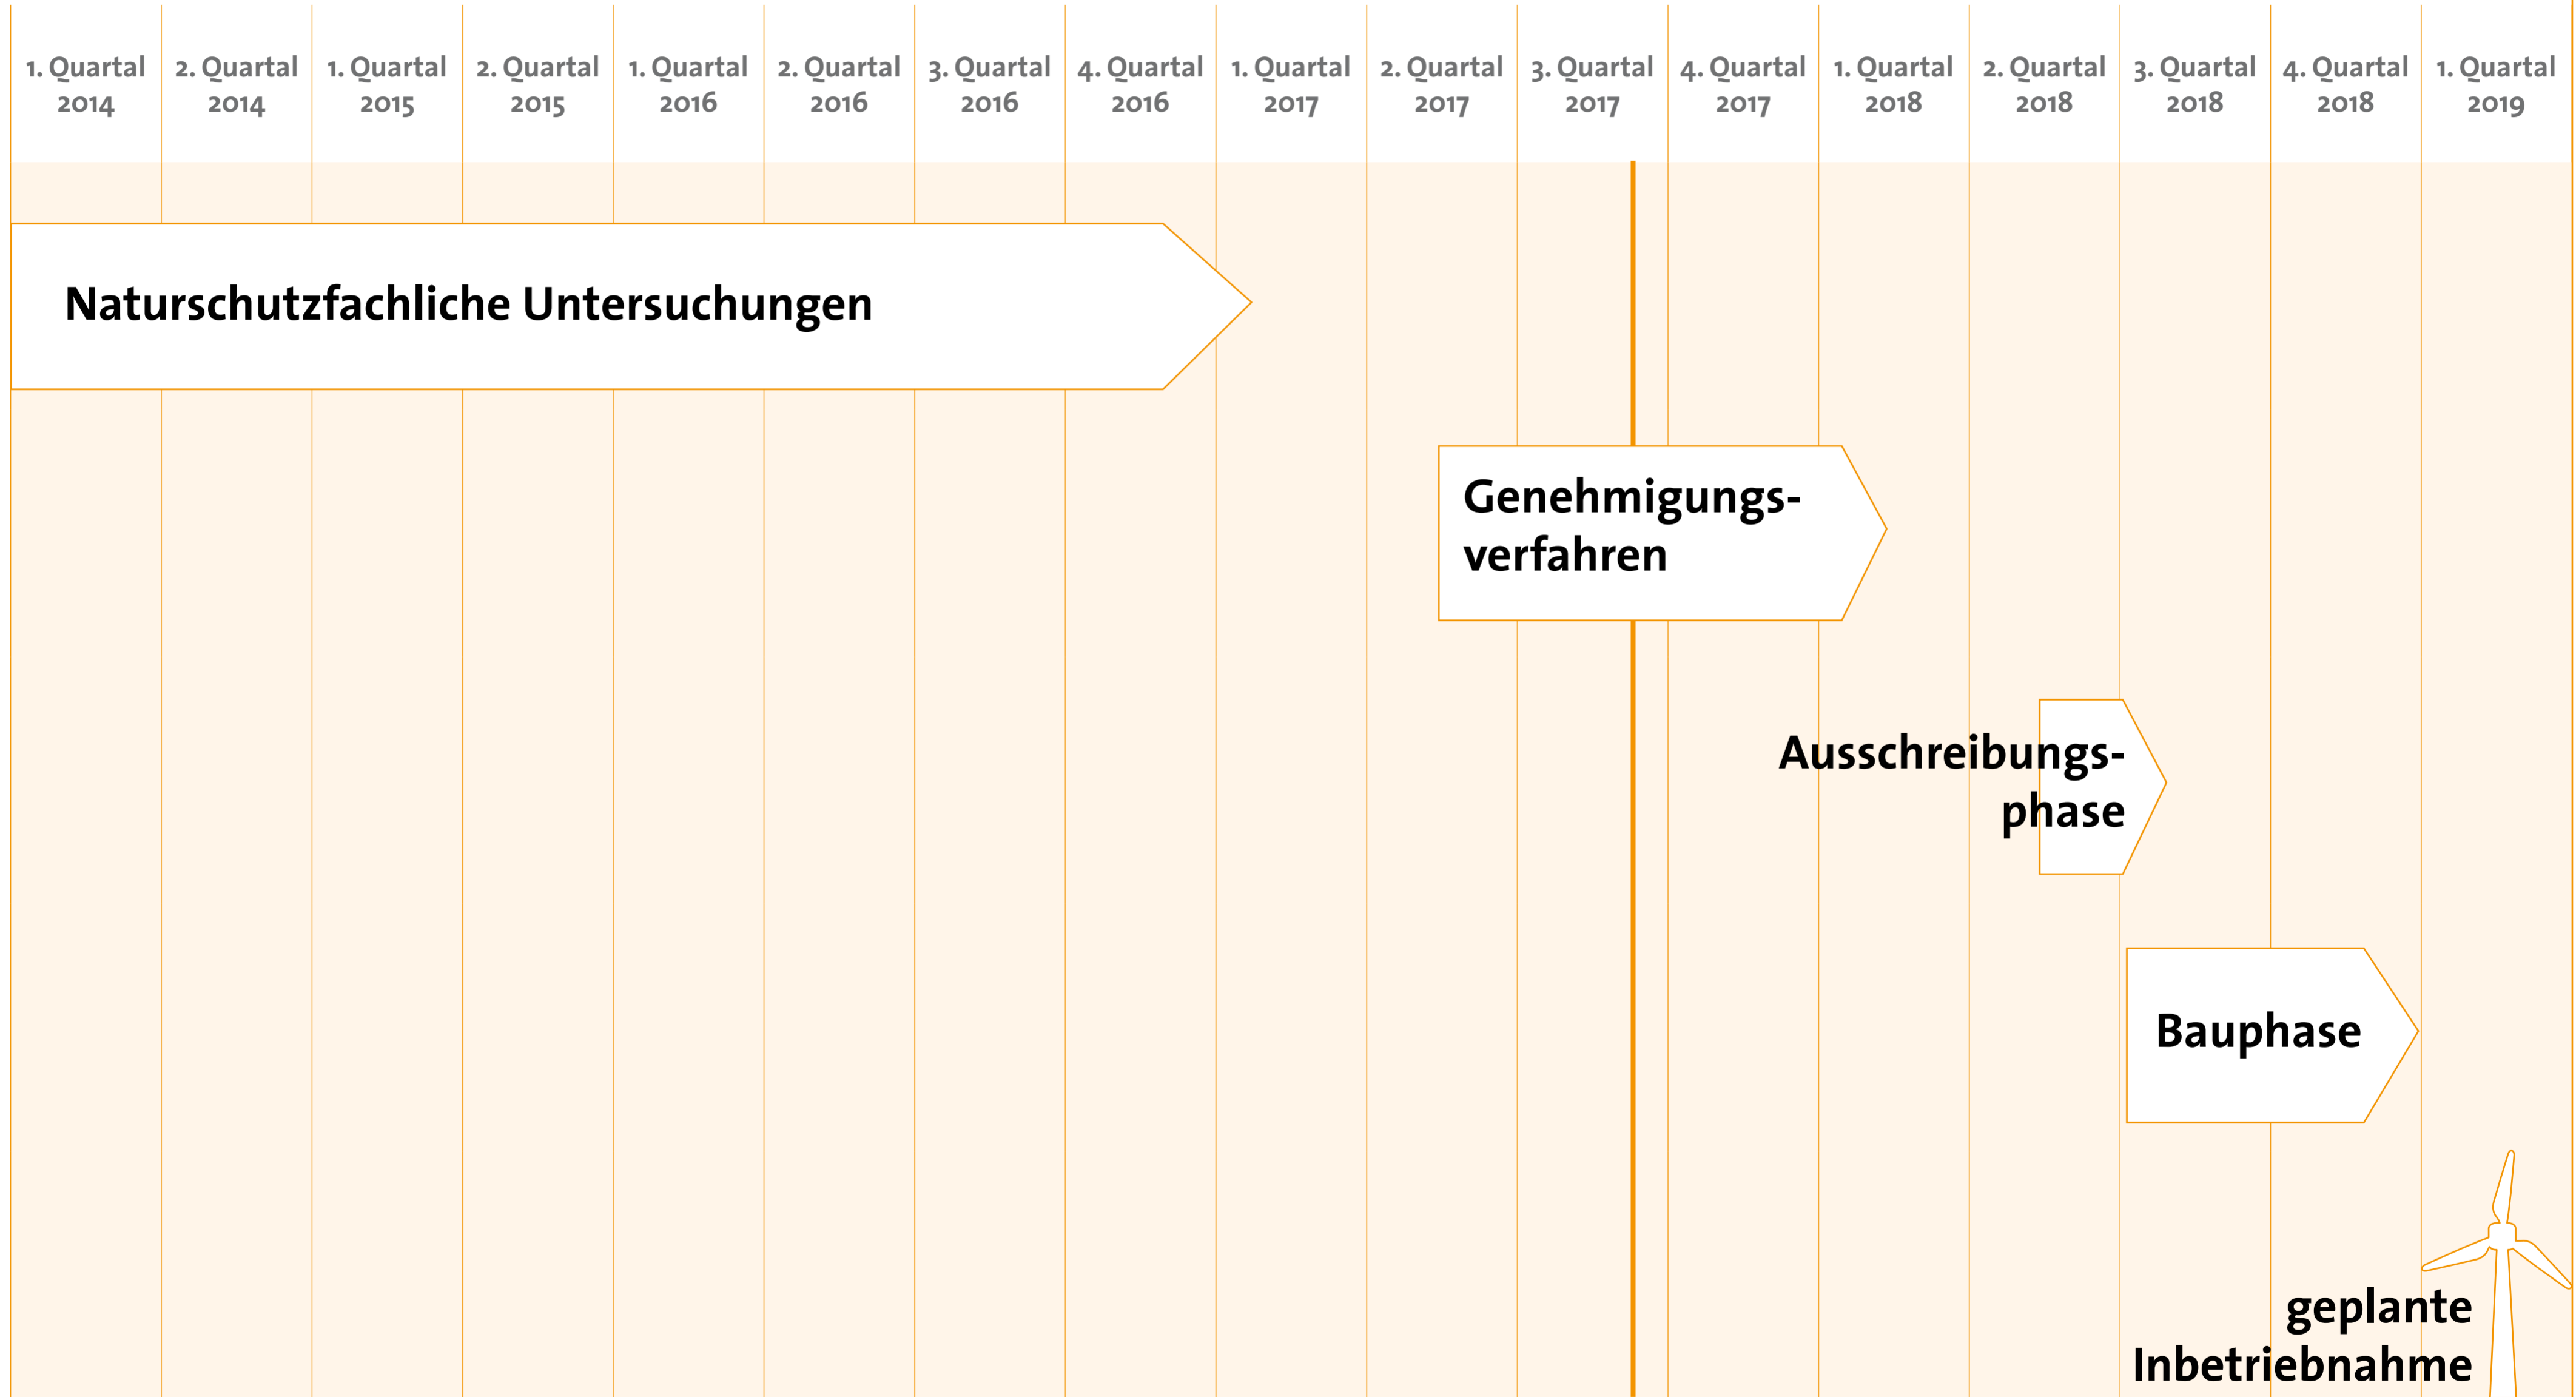 1. Quartal 2. Quartal 1. Quartal 2. Quartal 1. Quartal 2. Quartal 3. Quartal 4. Quartal 1. Quartal 2. Quartal 3. Quartal 4. Quartal 1. Quartal 2. Quartal 3. Quartal 4. Quartal 1. Quartal
2014 2014 2015 2015 2016 2016 2016 2016 2017 2017 2017 2017 2018 2018 2018 2018 2019
Naturschutzfachliche Untersuchungen
Genehmigungs-
verfahren
Ausschreibungs-
phase
Bauphase
geplante
Inbetriebnahme